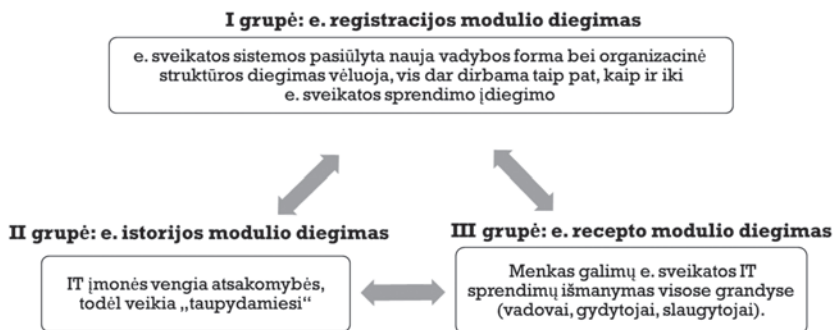 I grupė: e. registracijos modulio diegimas
e. sveikatos sistemos pasiūlyta nauja vadybos forma bei organizacinė
struktūros diegimas vėluoja, vis dar dirbama taip pat, kaip ir iki
e. sveikatos sprendimo įdiegimo
II grupė: e. istorijos modulio diegimas
IT įmonės vengia atsakomybės,
todėl veikia „taupydamiesi“
III grupė: e. recepto modulio diegimas
Menkas galimų e. sveikatos IT
sprendimų išmanymas visose grandyse
(vadovai, gydytojai, slaugytojai).